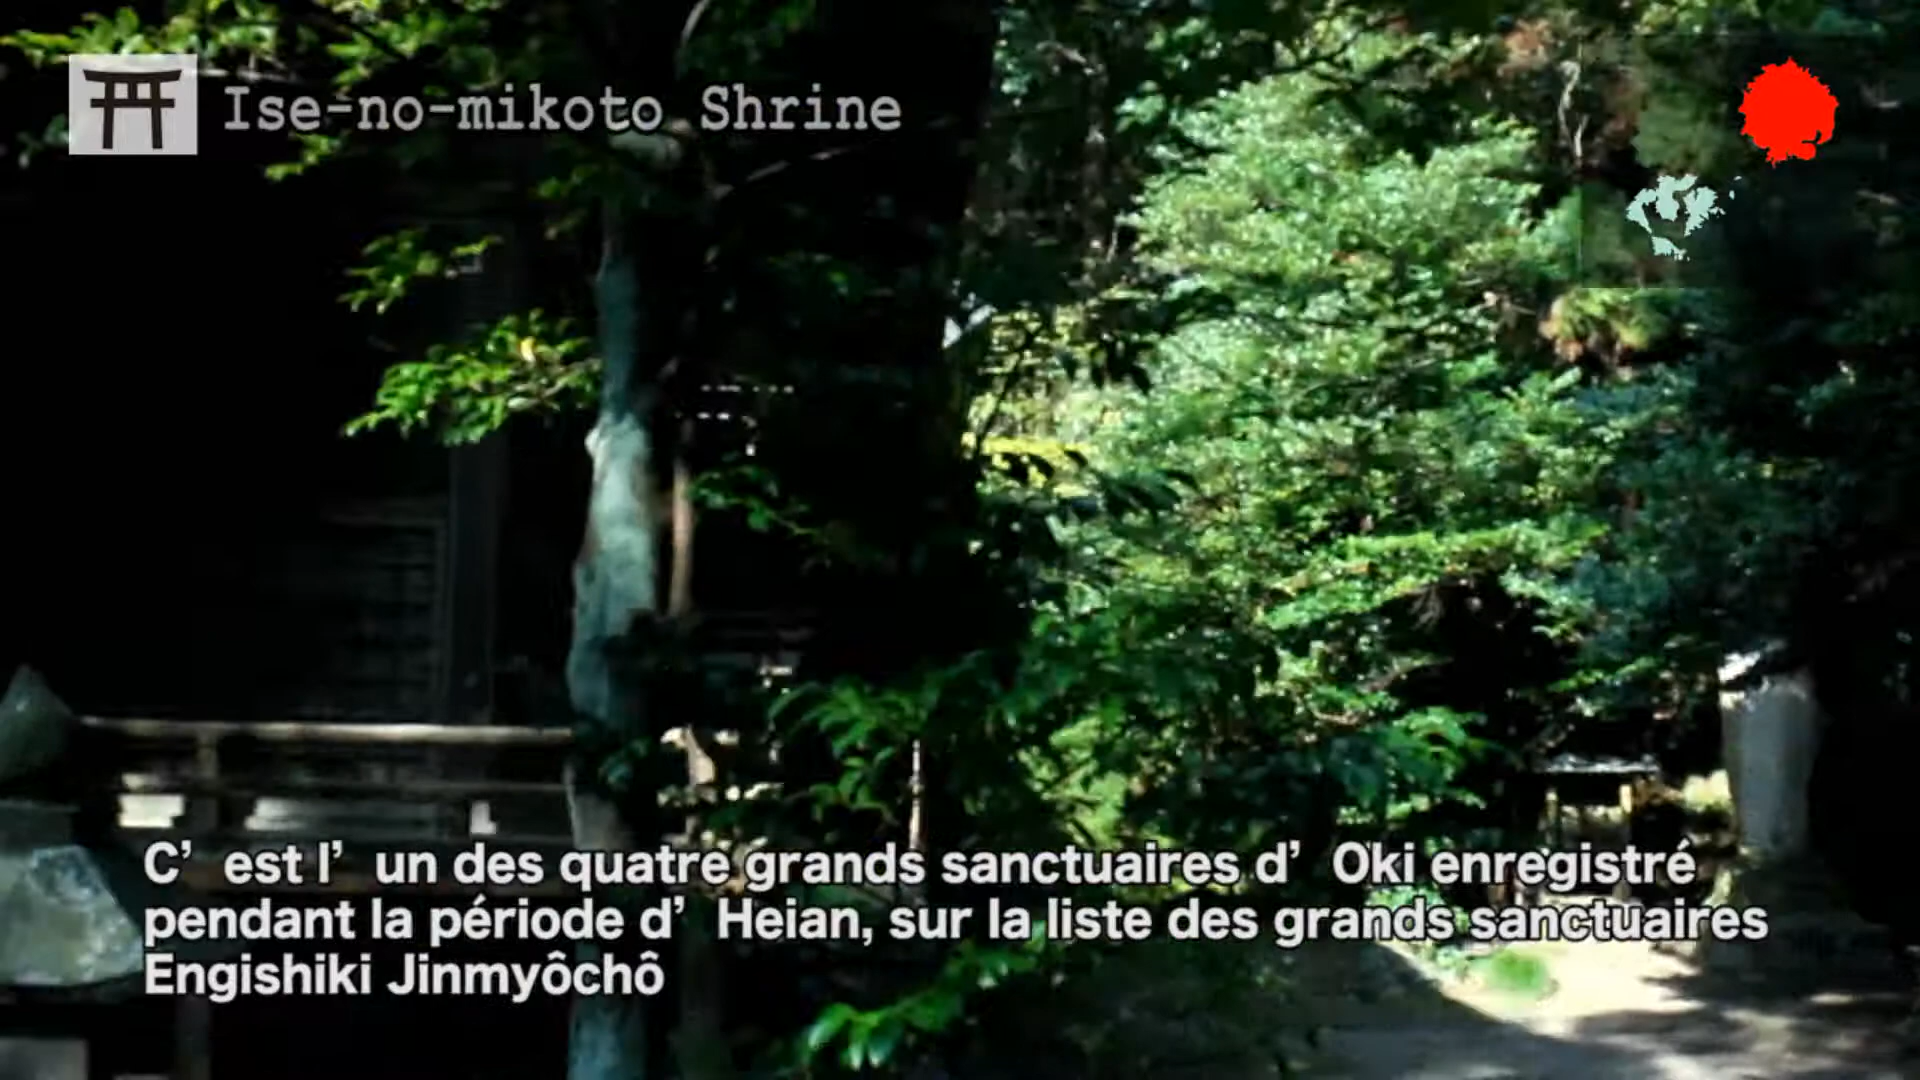 Ise-no-mikoto Shrine
C’ est l’ un des quatre grands sanctuaires d’ Oki enregistré
pendant la période d’ Heian, sur la liste des grands sanctuaires
Engishiki Jinmyôchô